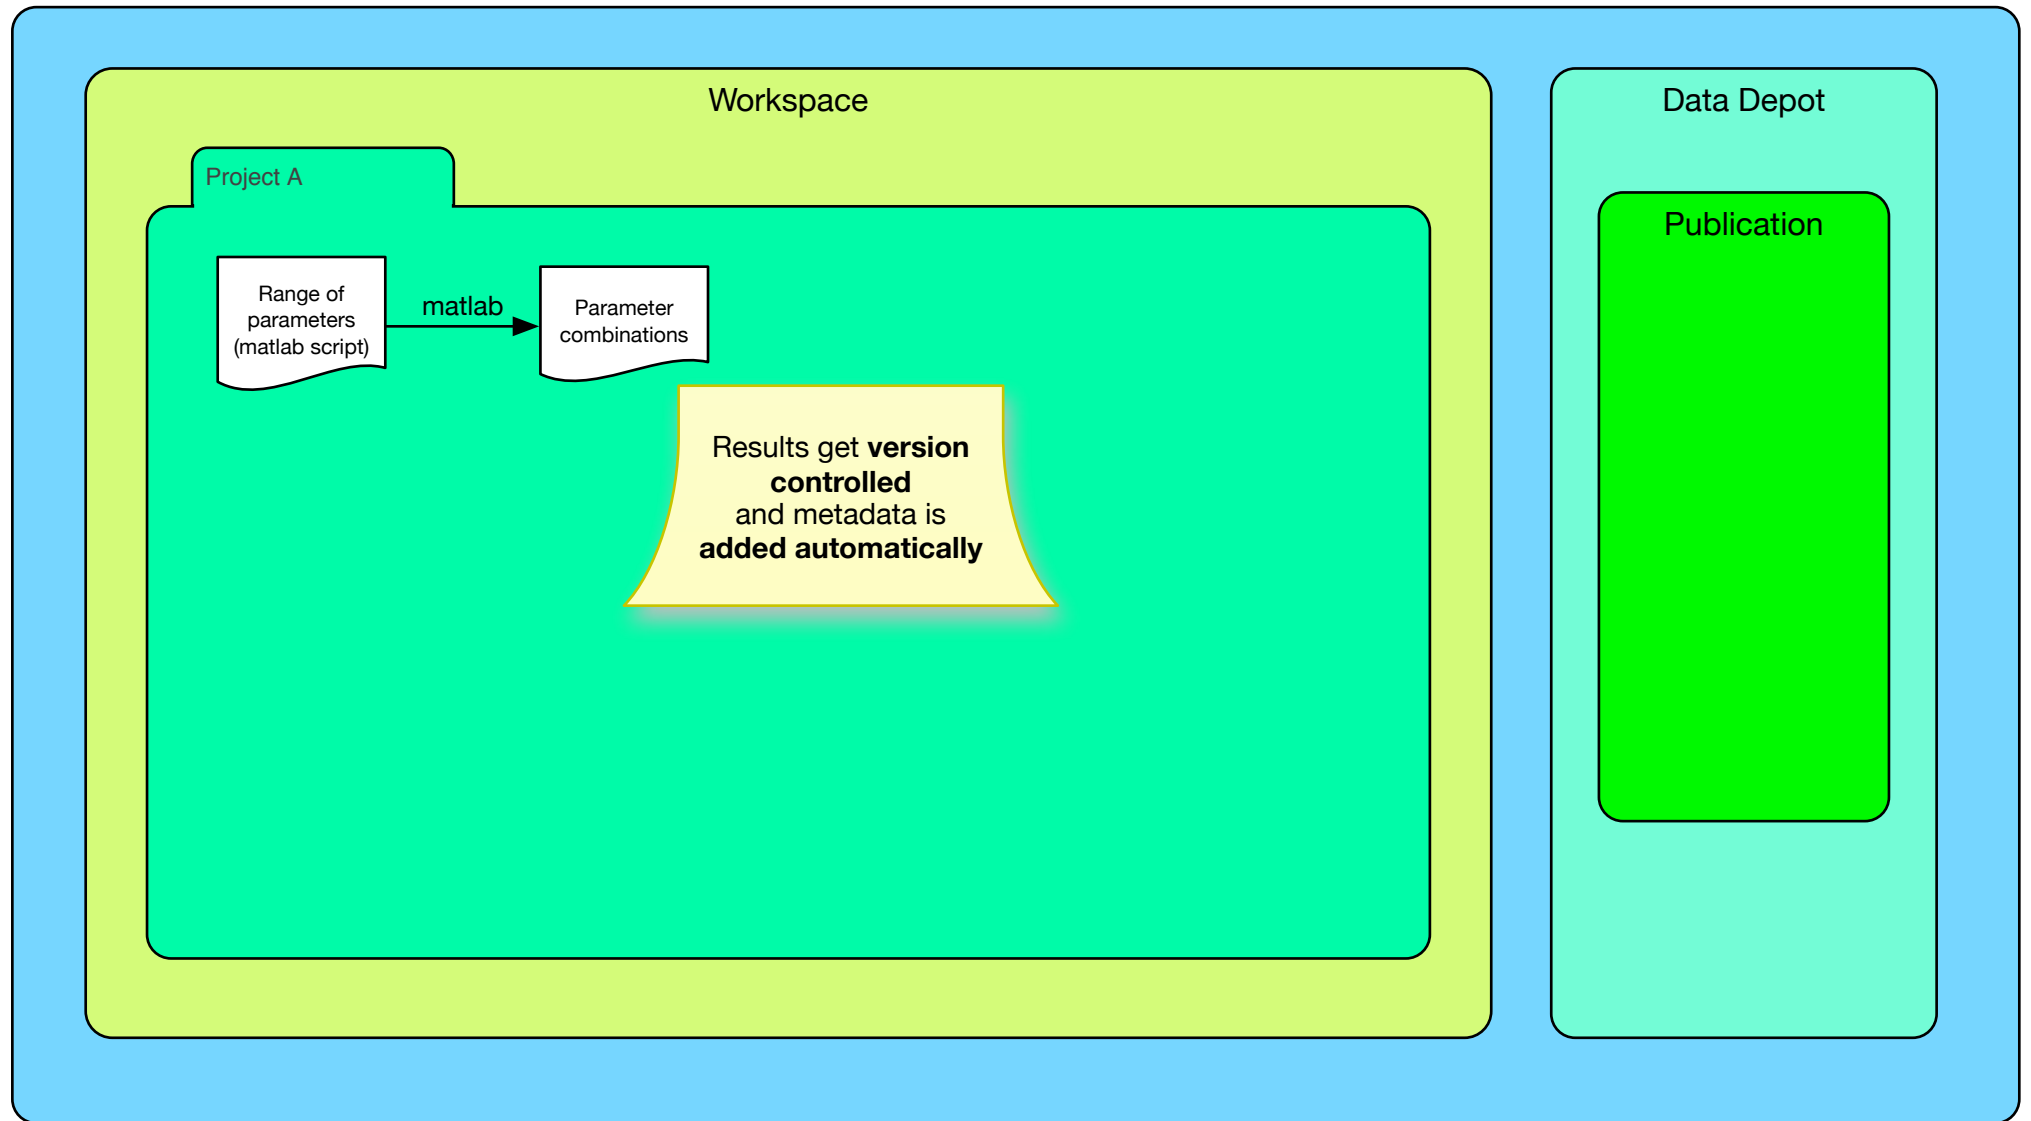 Workspace
Data Depot
Project A
Publication
Range of
parameters
(matlab script)
matlab
Parameter
combinations
Results get version
controlled
and metadata is
added automatically